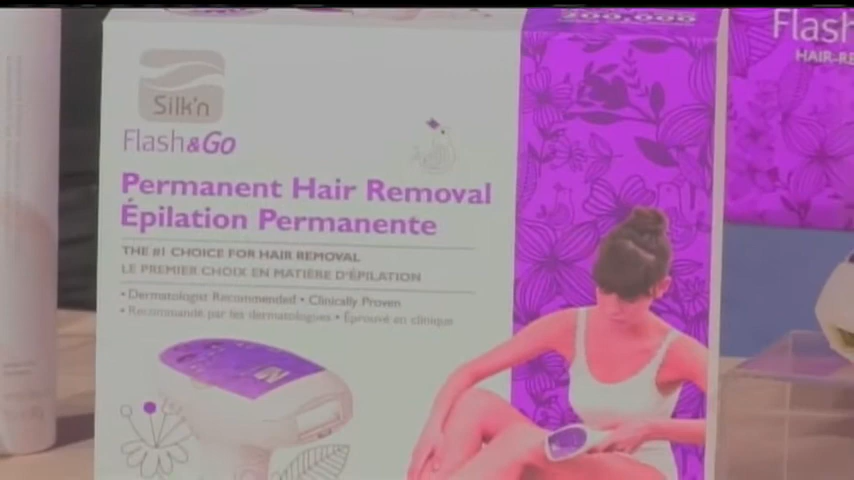 200,000
Silk'n
Flash&Go
Permanent Hair Removal
Épilation Permanente
THE #1 CHOICE FOR HAIR REMOVAL
LE PREMIER CHOIX EN MATIÈRE D'ÉPILATION
• Dermatologist Recommended • Clinically Proven
• Recommandé par les dermatologues • Éprouvé en clinique
Flash
HAIR-RE